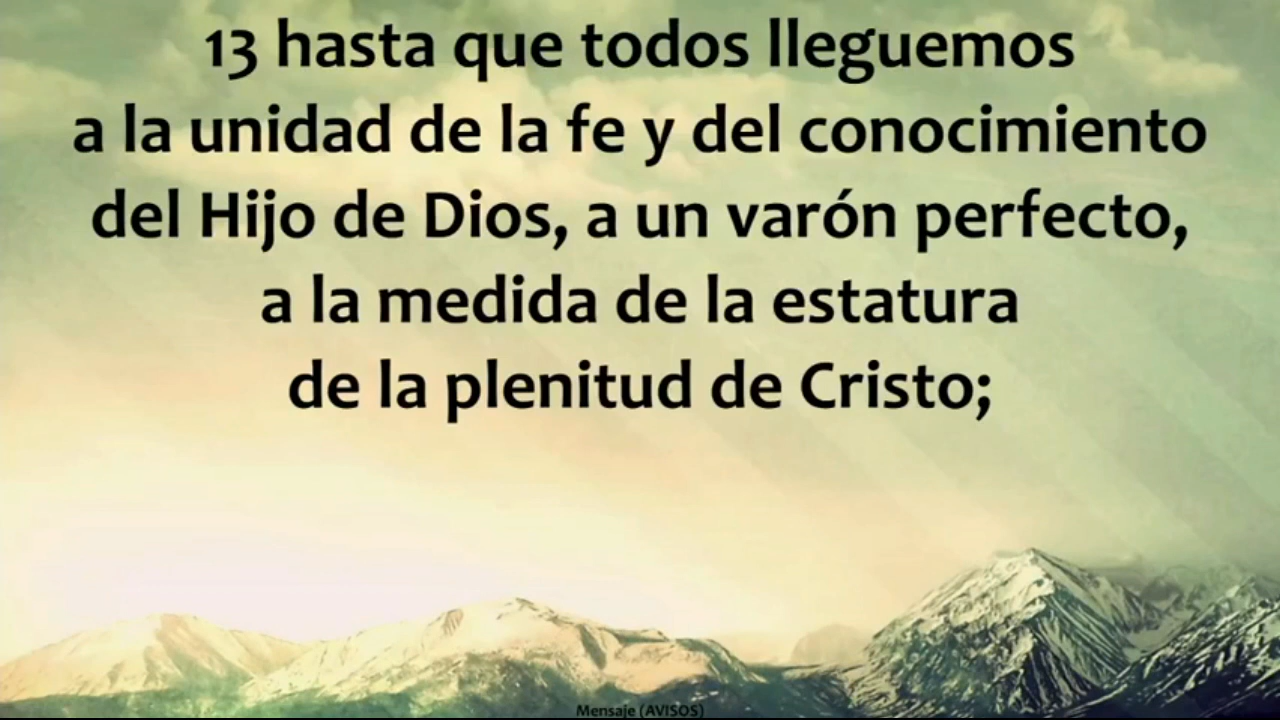 13 hasta que todos lleguemos
a la unidad de la fe y del conocimiento
del Hijo de Dios, a un varón perfecto,
a la medida de la estatura
de la plenitud de Cristo;
Mensaje (AVISOS)